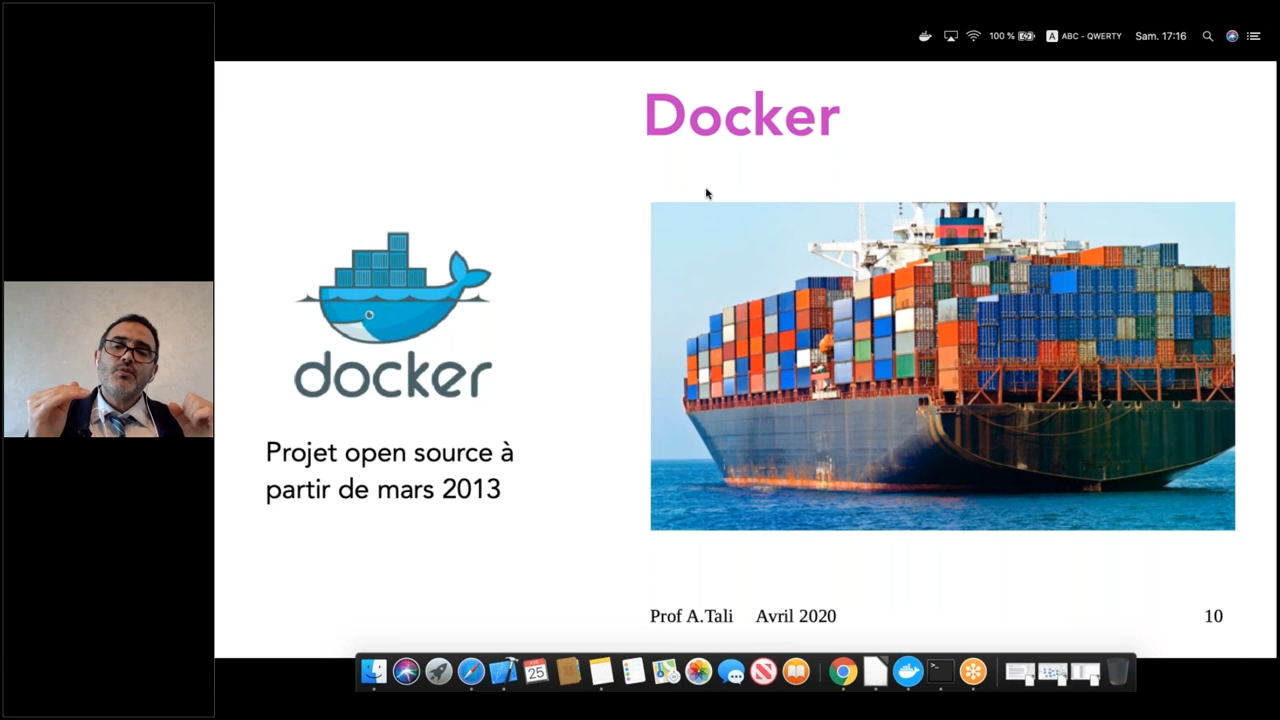 100 %
A ABC - QWERTY
Sam. 17:16
Docker
docker
Projet open source à
partir de mars 2013
Prof A.Tali Avril 2020
10
25